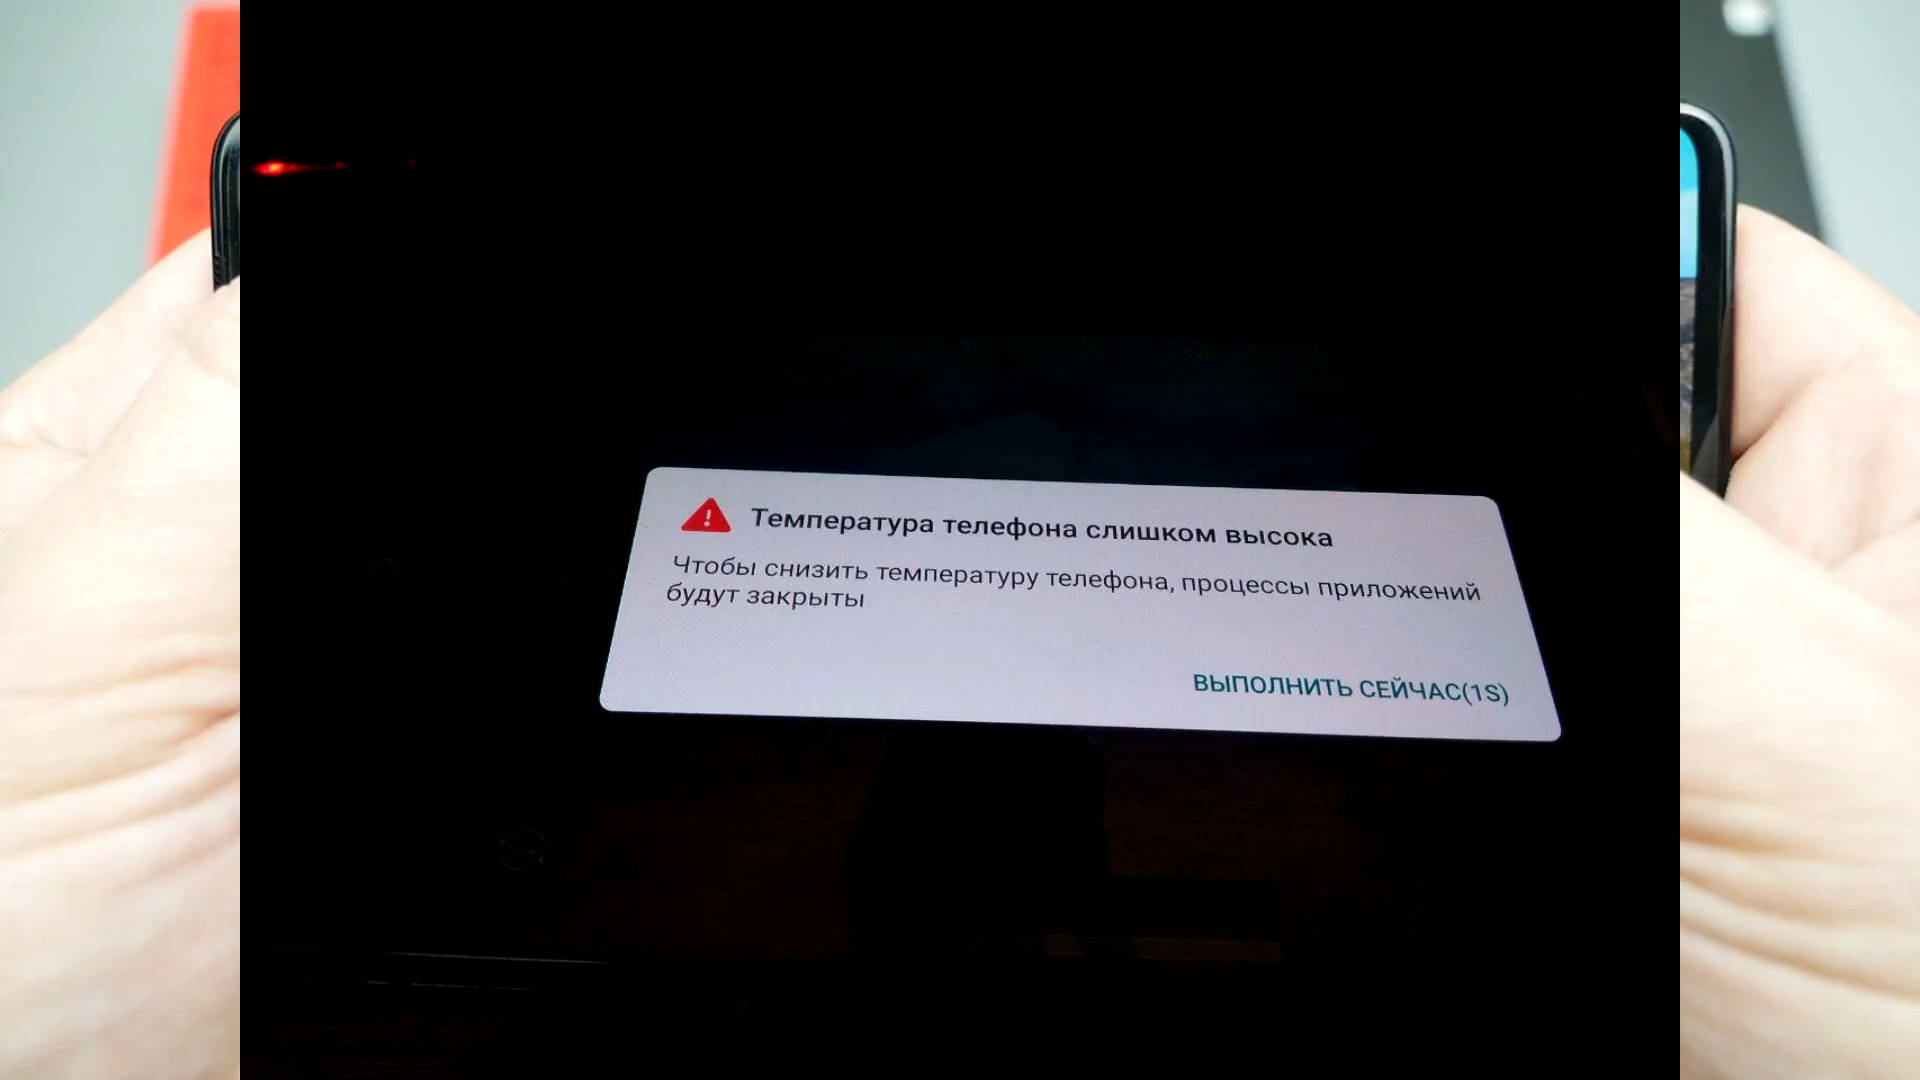 Температура телефона слишком высока
Чтобы снизить температуру телефона, процессы приложений
будут закрыты
ВЫПОЛНИТЬ СЕЙЧАС(1S)